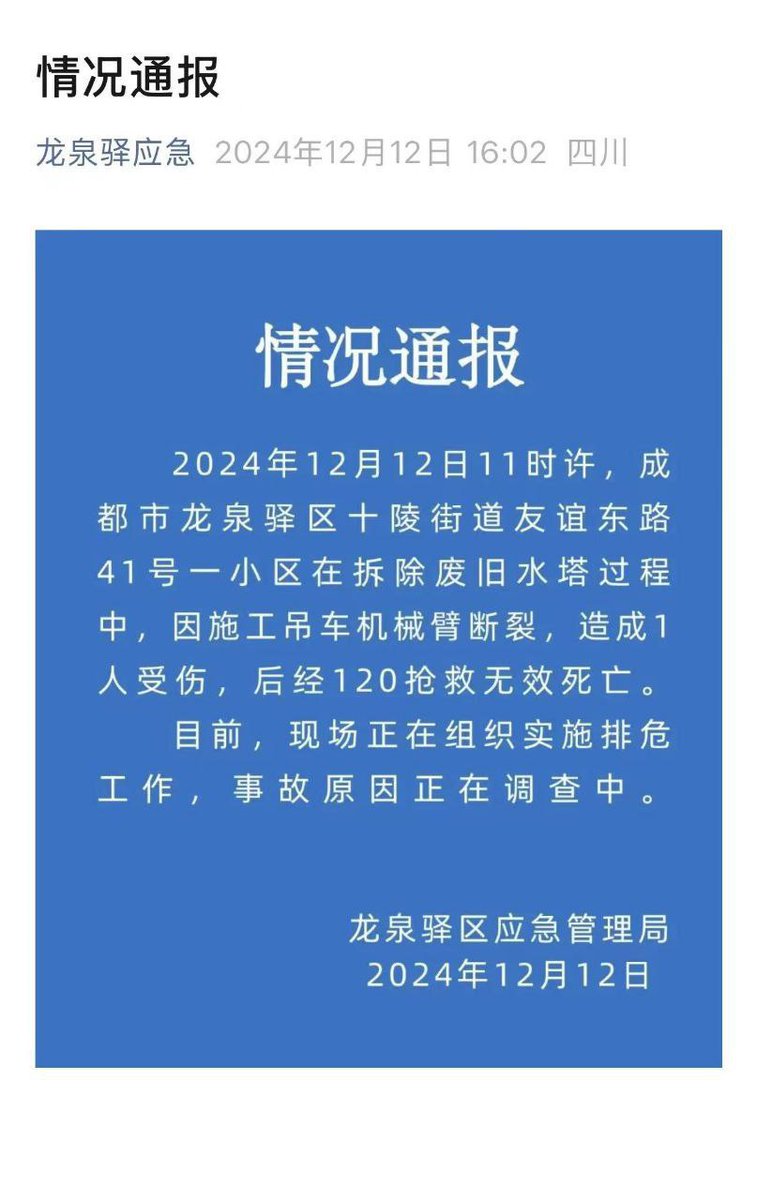 情况通报
龙泉驿应急 2024年12月12日 16:02 四川
情况通报
2024年12月12日11时许，成
都市龙泉驿区十陵街道友谊东路
41号一小区在拆除废旧水塔过程
中，因施工吊车机械臂断裂，造成1
人受伤，后经120抢救无效死亡。
目前，现场正在组织实施排危
工作，事故原因正在调查中。
龙泉驿区应急管理局
2024年12月12日